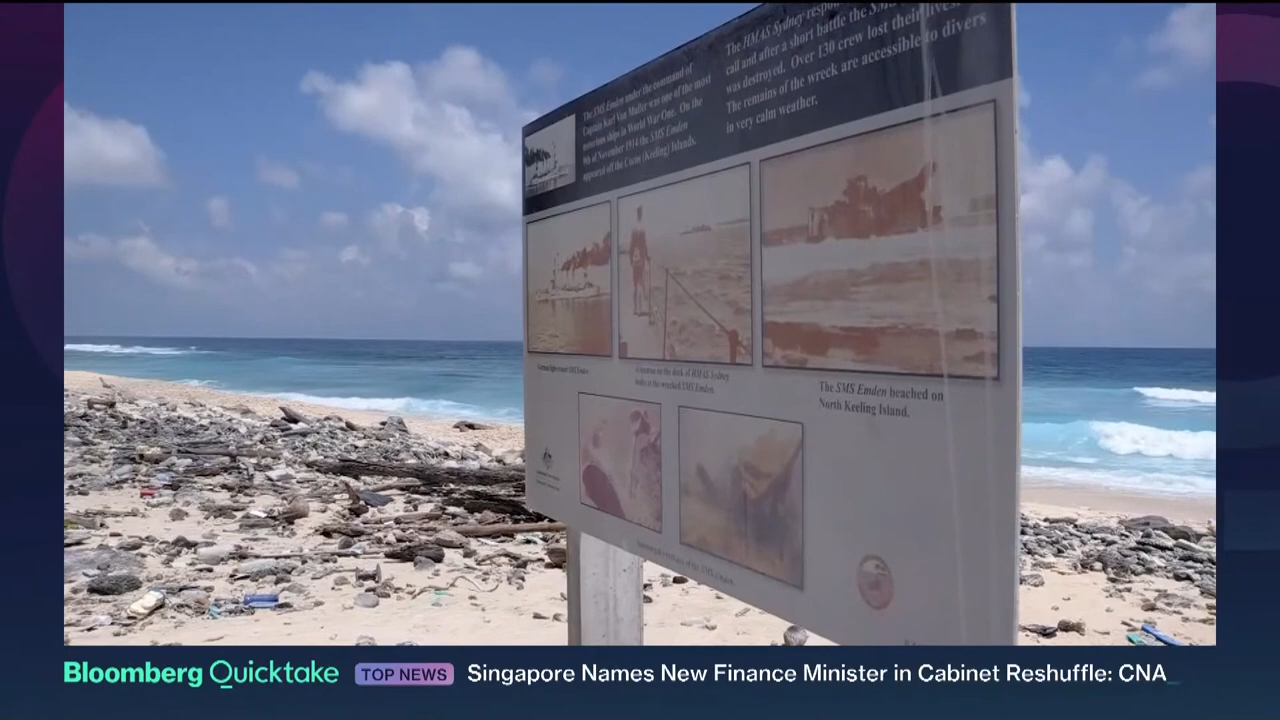 The SMS Emden under the command of
Captain Karl Von Muller was one of the most
notorious ships in World War One. On the
9th of November 1914 the SMS Emden
appeared off the Cocos (Keeling) Islands.
The HMAS Sydney
call and after a short battle the SMS
was destroyed. Over 130 crew lost their lives.
The remains of the wreck are accessible to divers
in very calm weather.
on the deck of HMAS Sydney
looks at the wrecked SMS Emden.
The SMS Emden beached on
North Keeling Island.
Bloomberg Quicktake
TOP NEWS
Singapore Names New Finance Minister in Cabinet Reshuffle: CNA_